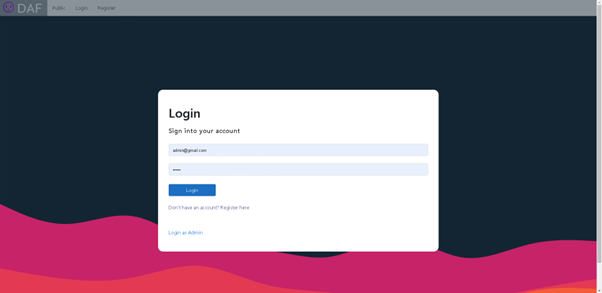 DAF Public Login Register
Login
Sign into your account
admin@gmail.com
Login
Don't have an account? Register here
Login as Admin